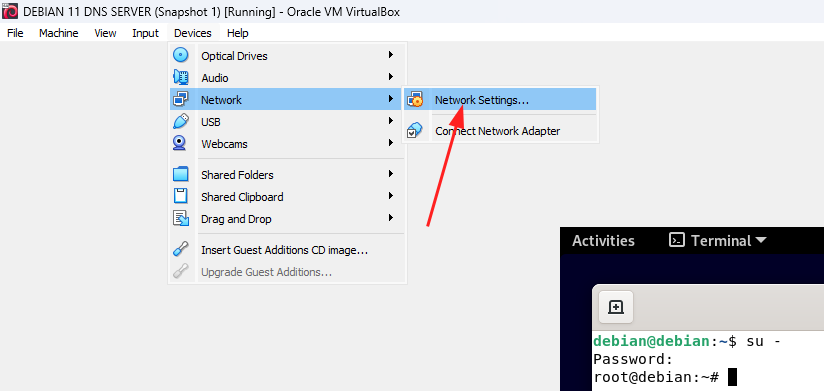 DEBIAN 11 DNS SERVER (Snapshot 1) [Running] - Oracle VM VirtualBox
File Machine View Input Devices Help
Optical Drives
Audio
Network
USB
Webcams
Shared Folders
Shared Clipboard
Drag and Drop
Insert Guest Additions CD image...
Upgrade Guest Additions...
Network Settings...
Connect Network Adapter
Activities Terminal
debian@debian:~$ su -
Password:
root@debian:~#